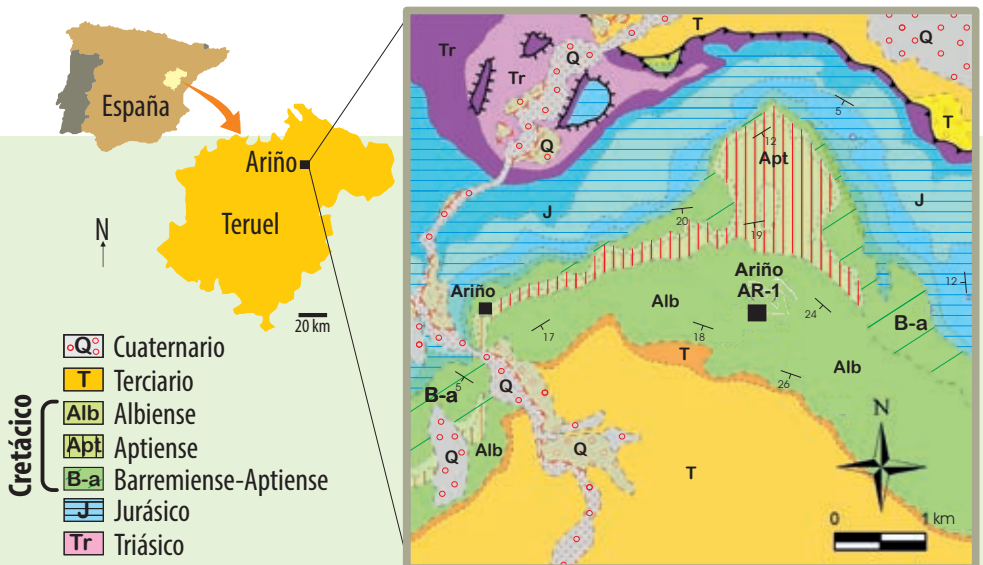 España
Ariño
Teruel
N
20 km
Q Cuaternario
T Terciario
Cretácico
Alb Albiense
Apt Aptiense
B-a Barremiense-Aptiense
J Jurásico
Tr Triásico
Tr
Tr
Q
T
Q
T
5
Q
12
Apt
J
J
20
19
Ariño
Ariño
AR-1
12
Alb
24
B-a
17
18
T
Alb
5
B-a
Q
26
N
Alb
Q
Q
T
0 1 km